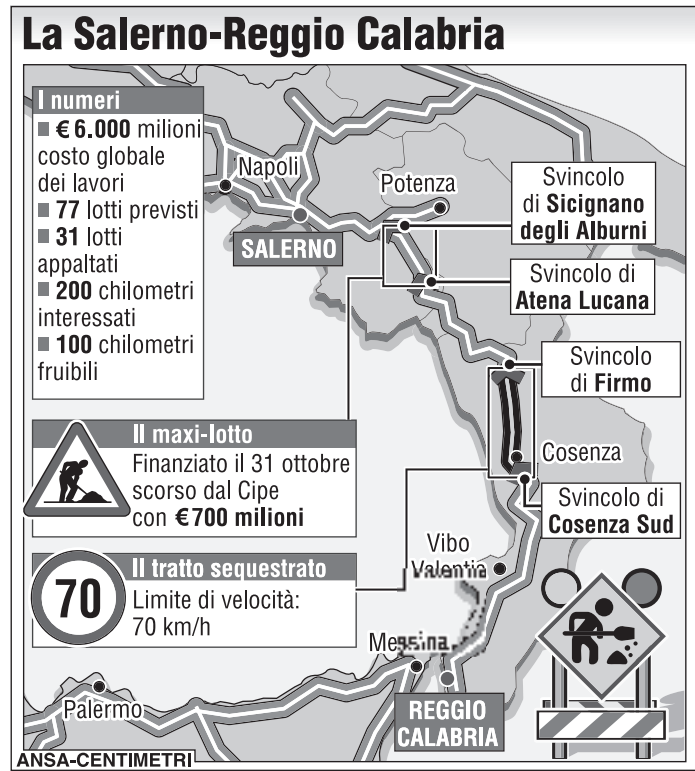 La Salerno-Reggio Calabria
I numeri
■ € 6.000 milioni
costo globale
dei lavori
■ 77 lotti previsti
■ 31 lotti
appaltati
■ 200 chilometri
interessati
■ 100 chilometri
fruibili
Napoli
Potenza
SALERNO
Svincolo
di Sicignano
degli Alburni
Svincolo di
Atena Lucana
Svincolo
di Firmo
Il maxi-lotto
Finanziato il 31 ottobre
scorso dal Cipe
con €700 milioni
Cosenza
Svincolo di
Cosenza Sud
Il tratto sequestrato
70
Limite di velocità:
70 km/h
Vibo
Valentia
Messina
Palermo
REGGIO
CALABRIA
ANSA-CENTIMETRI